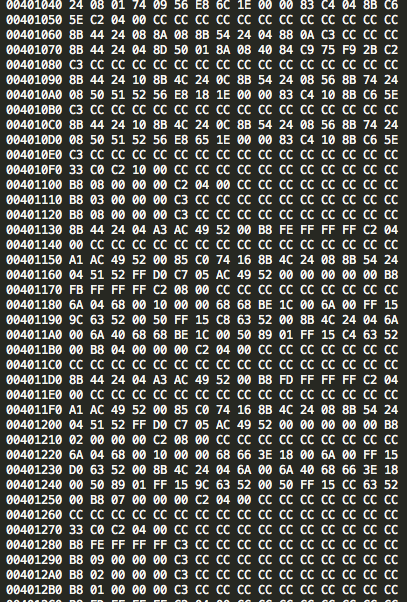 00401040 24 08 01 74 09 56 E8 6C 1E 00 00 83 C4 04 8B C6
00401050 5E C2 04 00 CC CC CC CC CC CC CC CC CC CC CC CC
00401060 8B 44 24 08 8A 08 8B 54 24 04 88 0A C3 CC CC CC
00401070 8B 44 24 04 8D 50 01 8A 08 40 84 C9 75 F9 2B C2
00401080 C3 CC CC CC CC CC CC CC CC CC CC CC CC CC CC CC
00401090 8B 44 24 10 8B 4C 24 0C 8B 54 24 08 56 8B 74 24
004010A0 08 50 51 52 56 E8 18 1E 00 00 83 C4 10 8B C6 5E
004010B0 C3 CC CC CC CC CC CC CC CC CC CC CC CC CC CC CC
004010C0 8B 44 24 10 8B 4C 24 0C 8B 54 24 08 56 8B 74 24
004010D0 08 50 51 52 56 E8 65 1E 00 00 83 C4 10 8B C6 5E
004010E0 C3 CC CC CC CC CC CC CC CC CC CC CC CC CC CC CC
004010F0 33 C0 C2 10 00 CC CC CC CC CC CC CC CC CC CC CC
00401100 B8 08 00 00 00 C2 04 00 CC CC CC CC CC CC CC CC
00401110 B8 03 00 00 00 C3 CC CC CC CC CC CC CC CC CC CC
00401120 B8 08 00 00 00 C3 CC CC CC CC CC CC CC CC CC CC
00401130 8B 44 24 04 A3 AC 49 52 00 B8 FE FF FF FF C2 04
00401140 00 CC CC CC CC CC CC CC CC CC CC CC CC CC CC CC
00401150 A1 AC 49 52 00 85 C0 74 16 8B 4C 24 08 8B 54 24
00401160 04 51 52 FF D0 C7 05 AC 49 52 00 00 00 00 00 B8
00401170 FB FF FF FF C2 08 00 CC CC CC CC CC CC CC CC CC
00401180 6A 04 68 00 10 00 00 68 68 BE 1C 00 6A 00 FF 15
00401190 9C 63 52 00 50 FF 15 C8 63 52 00 8B 4C 24 04 6A
004011A0 00 6A 40 68 68 BE 1C 00 50 89 01 FF 15 C4 63 52
004011B0 00 B8 04 00 00 00 C2 04 00 CC CC CC CC CC CC CC
004011C0 CC CC CC CC CC CC CC CC CC CC CC CC CC CC CC CC
004011D0 8B 44 24 04 A3 AC 49 52 00 B8 FD FF FF FF C2 04
004011E0 00 CC CC CC CC CC CC CC CC CC CC CC CC CC CC CC
004011F0 A1 AC 49 52 00 85 C0 74 16 8B 4C 24 08 8B 54 24
00401200 04 51 52 FF D0 C7 05 AC 49 52 00 00 00 00 00 B8
00401210 02 00 00 00 C2 08 00 CC CC CC CC CC CC CC CC CC
00401220 6A 04 68 00 10 00 00 68 66 3E 18 00 6A 00 FF 15
00401230 D0 63 52 00 8B 4C 24 04 6A 00 6A 40 68 66 3E 18
00401240 00 50 89 01 FF 15 9C 63 52 00 50 FF 15 CC 63 52
00401250 00 B8 07 00 00 00 C2 04 00 CC CC CC CC CC CC CC
00401260 CC CC CC CC CC CC CC CC CC CC CC CC CC CC CC CC
00401270 33 C0 C2 04 00 CC CC CC CC CC CC CC CC CC CC CC
00401280 B8 FE FF FF FF C3 CC CC CC CC CC CC CC CC CC CC
00401290 B8 09 00 00 00 C3 CC CC CC CC CC CC CC CC CC CC
004012A0 B8 02 00 00 00 C3 CC CC CC CC CC CC CC CC CC CC
004012B0 B8 01 00 00 00 C3 CC CC CC CC CC CC CC CC CC CC